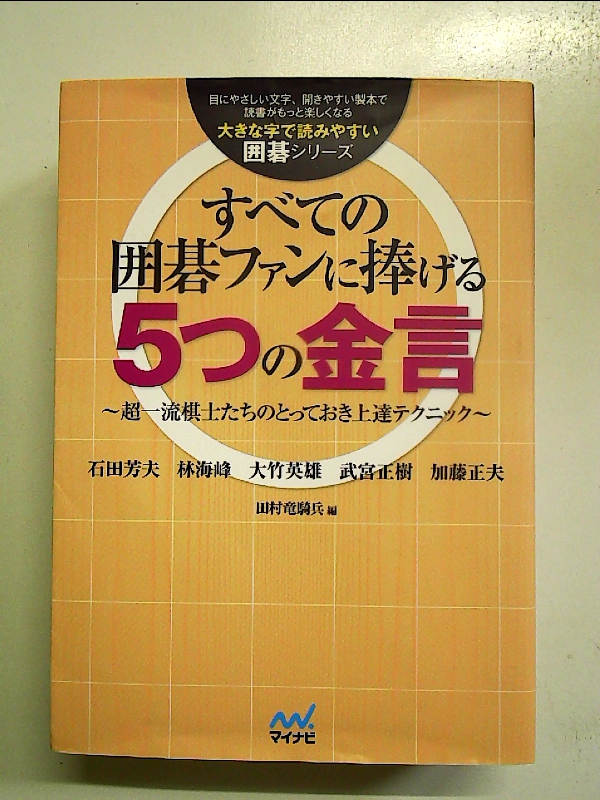 目にやさしい文字、開きやすい製本で
読書がもっと楽しくなる
大きな字で読みやすい
囲碁シリーズ
すべての
囲碁ファンに捧げる
5つの金言
～超一流棋士たちのとっておき上達テクニック～
石田芳夫 林海峰 大竹英雄 武宮正樹 加藤正夫
田村竜騎兵 編
マイナビ